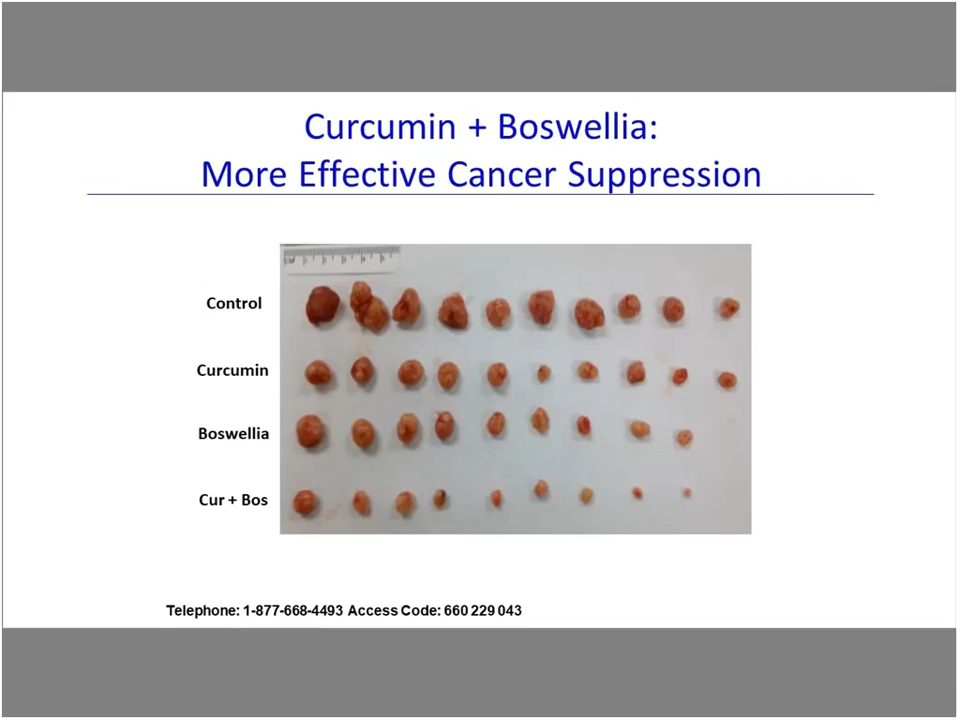 Curcumin + Boswellia:
More Effective Cancer Suppression
Control
Curcumin
Boswellia
Cur + Bos
Telephone: 1-877-668-4493 Access Code: 660 229 043